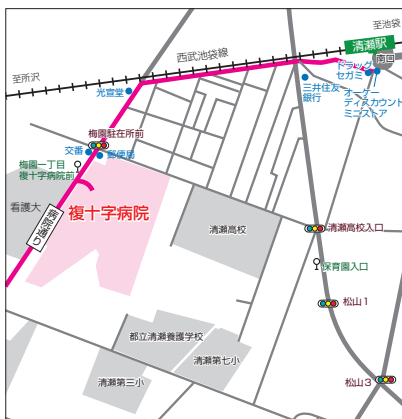 至池袋
清瀬駅
西武池袋線
南口
ドラッグ
セガミ
至所沢
光宣堂
三井住友
銀行
オーケー
ディスカウント
ミニストア
梅園駐在所前
交番
郵便局
梅園一丁目
複十字病院前
看護大
複十字病院
病院通り
清瀬高校
清瀬高校入口
保育園入口
松山1
都立清瀬養護学校
清瀬第七小
清瀬第三小
松山3